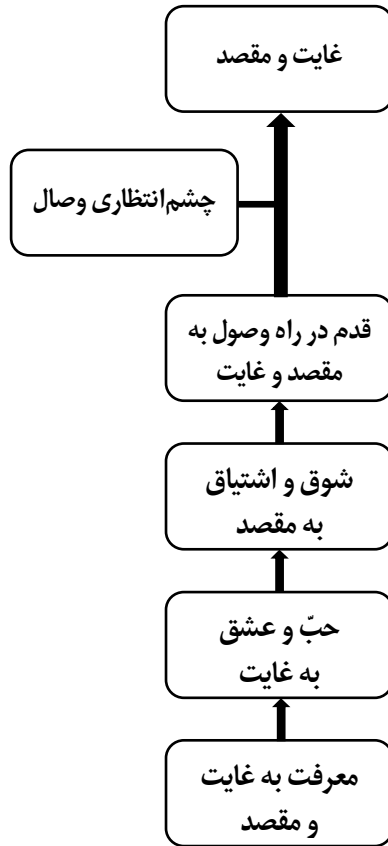 غایت و مقصد
چشم‌انتظاری وصال
قدم در راه وصول به
مقصد و غایت
شوق و اشتیاق
به مقصد
حبّ و عشق
به غایت
معرفت به غایت
و مقصد